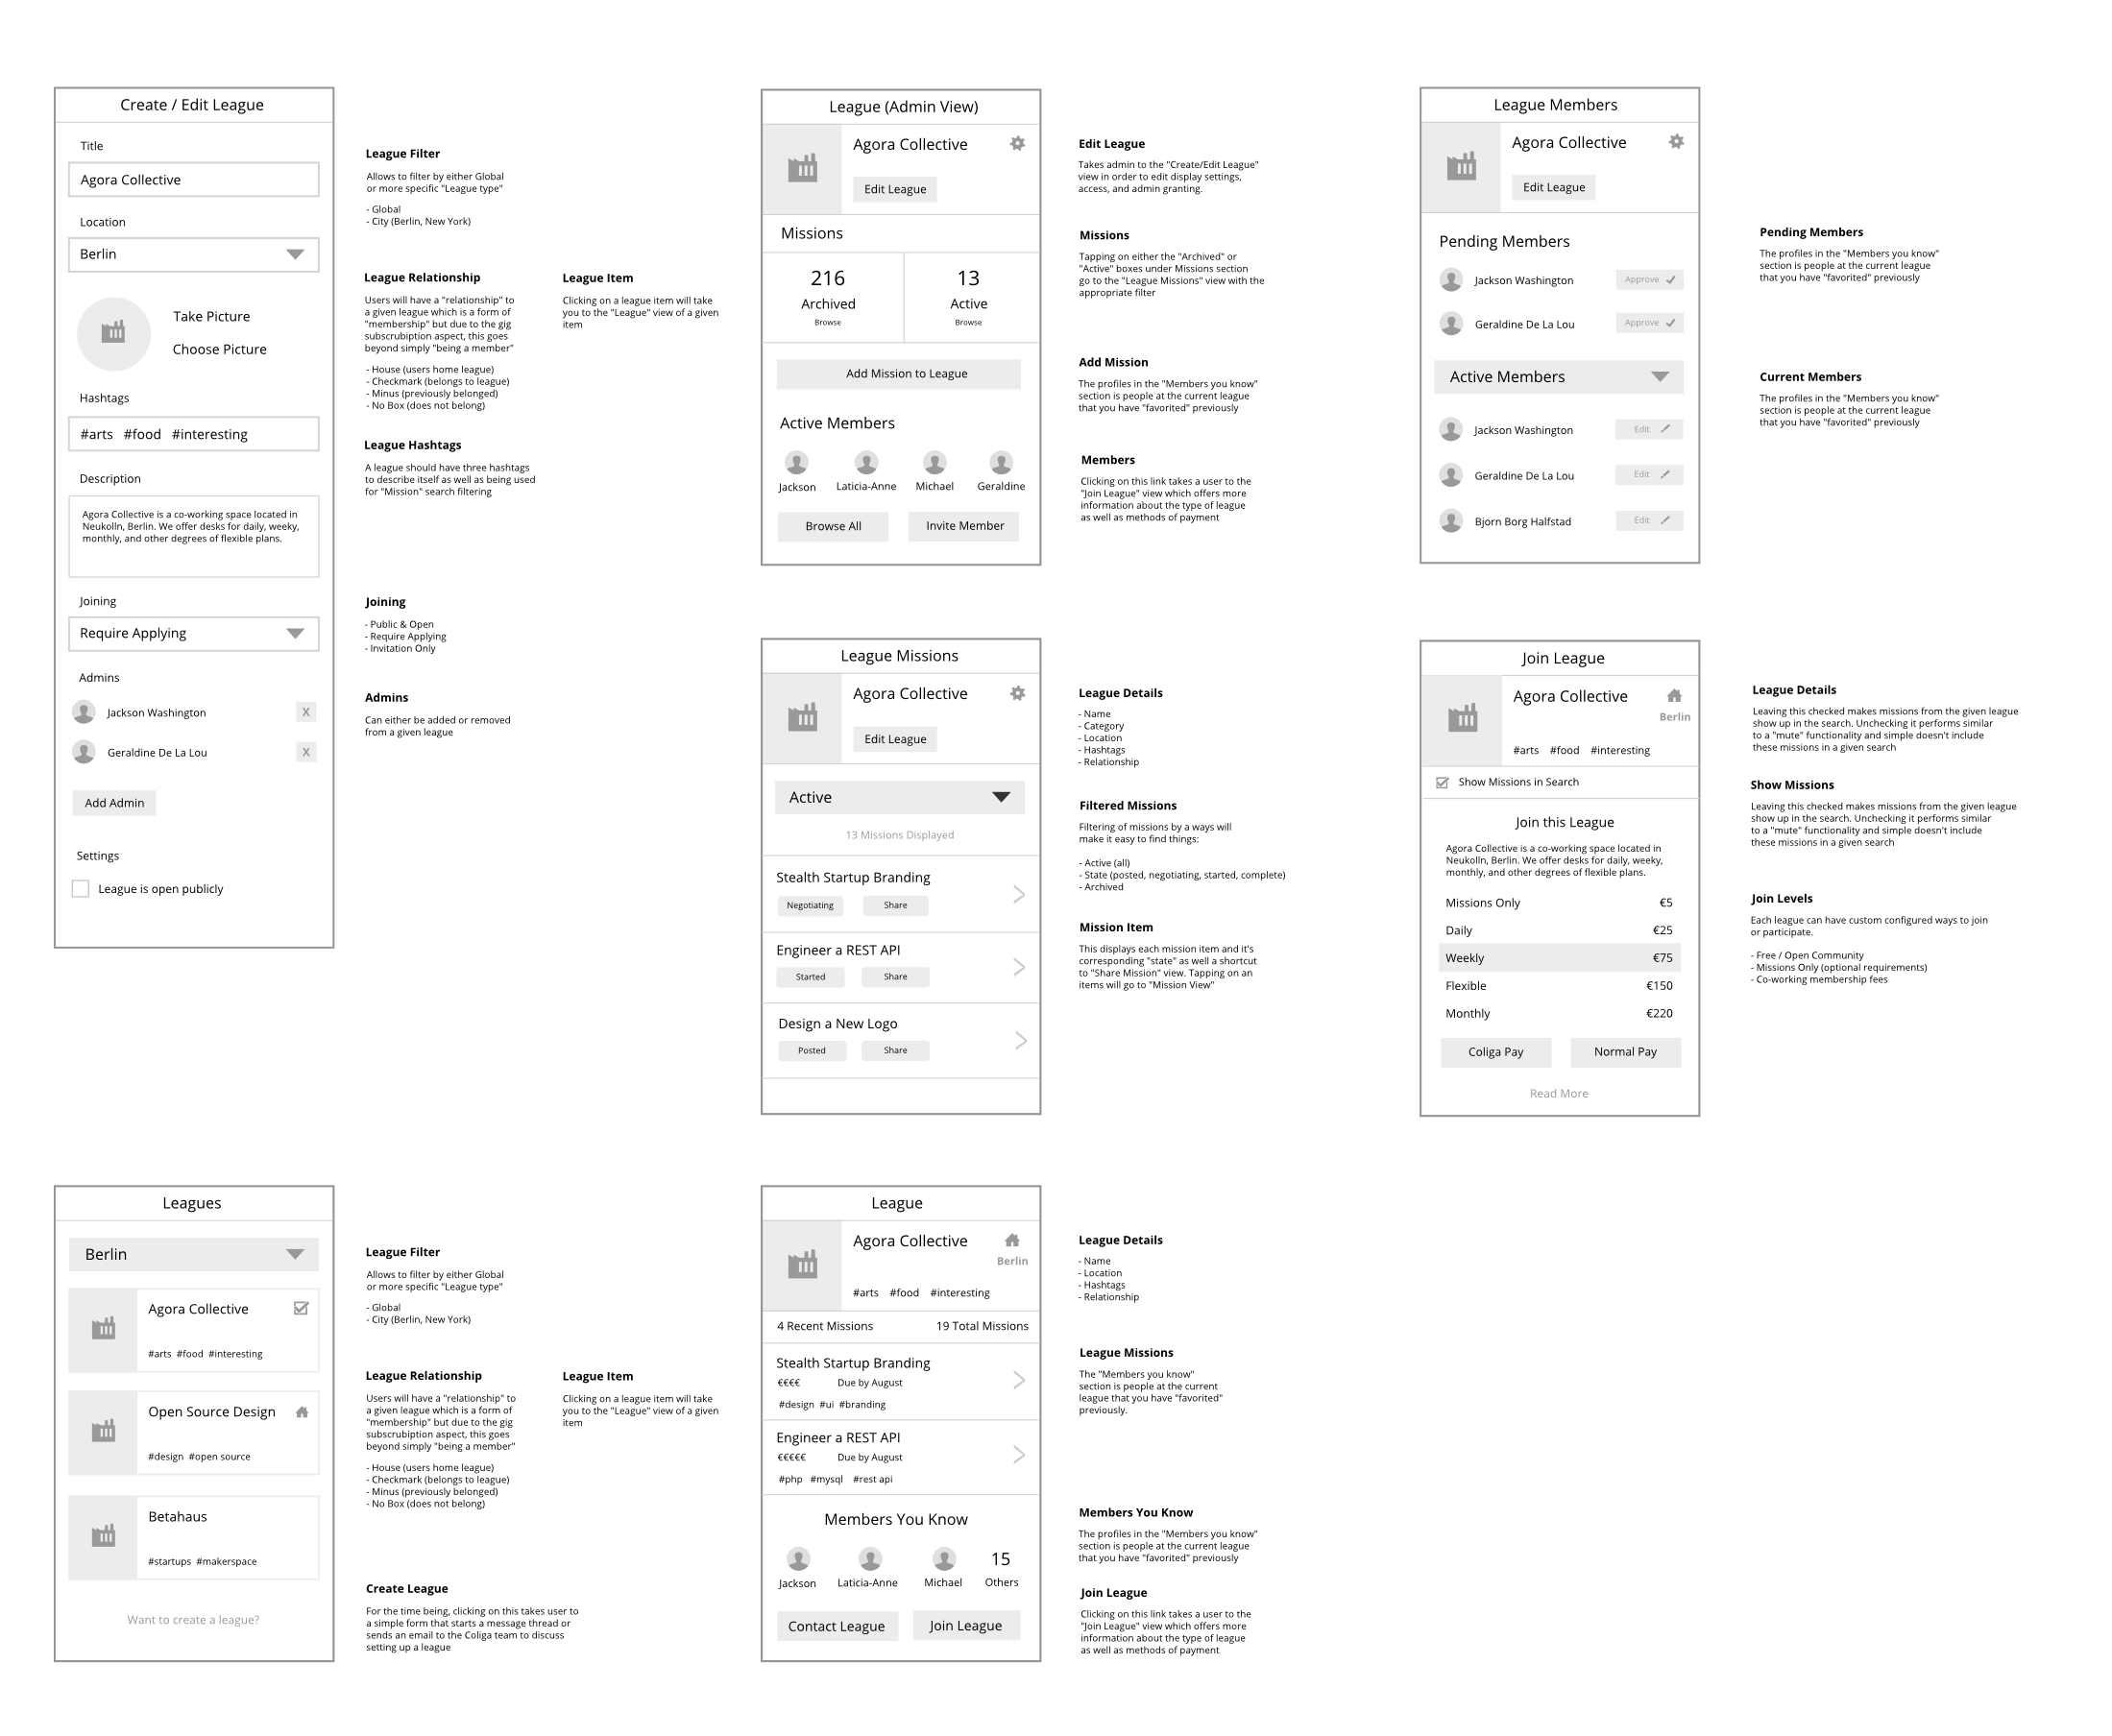 Create / Edit League
Title
Agora Collective
Location
Berlin
Take Picture
Choose Picture
Hashtags
#arts #food #interesting
Description
Agora Collective is a co-working space located in
Neukolln, Berlin. We offer desks for daily, weeky,
monthly, and other degrees of flexible plans.
Joining
Require Applying
Admins
Jackson Washington X
Geraldine De La Lou X
Add Admin
Settings
League is open publicly
League Filter
Allows to filter by either Global
or more specific "League type"
- Global
- City (Berlin, New York)
League Relationship
Users will have a "relationship" to
a given league which is a form of
"membership" but due to the gig
subscrubiption aspect, this goes
beyond simply "being a member"
- House (users home league)
- Checkmark (belongs to league)
- Minus (previously belonged)
- No Box (does not belong)
League Item
Clicking on a league item will take
you to the "League" view of a given
item
League Hashtags
A league should have three hashtags
to describe itself as well as being used
for "Mission" search filtering
Joining
- Public & Open
- Require Applying
- Invitation Only
Admins
Can either be added or removed
from a given league
League (Admin View)
Agora Collective
Edit League
Missions
216 13
Archived Active
Browse Browse
Add Mission to League
Active Members
Jackson Laticia-Anne Michael Geraldine
Browse All Invite Member
Edit League
Takes admin to the "Create/Edit League"
view in order to edit display settings,
access, and admin granting.
Missions
Tapping on either the "Archived" or
"Active" boxes under Missions section
go to the "League Missions" view with the
appropriate filter
Add Mission
The profiles in the "Members you know"
section is people at the current league
that you have "favorited" previously
Members
Clicking on this link takes a user to the
"Join League" view which offers more
information about the type of league
as well as methods of payment
League Members
Agora Collective
Edit League
Pending Members
Jackson Washington Approve
Geraldine De La Lou Approve
Active Members
Jackson Washington Edit
Geraldine De La Lou Edit
Bjorn Borg Halfstad Edit
Pending Members
The profiles in the "Members you know"
section is people at the current league
that you have "favorited" previously
Current Members
The profiles in the "Members you know"
section is people at the current league
that you have "favorited" previously
League Missions
Agora Collective
Edit League
Active
13 Missions Displayed
Stealth Startup Branding
Negotiating Share
Engineer a REST API
Started Share
Design a New Logo
Posted Share
League Details
- Name
- Category
- Location
- Hashtags
- Relationship
Filtered Missions
Filtering of missions by a ways will
make it easy to find things:
- Active (all)
- State (posted, negotiating, started, complete)
- Archived
Mission Item
This displays each mission item and it's
corresponding "state" as well a shortcut
to "Share Mission" view. Tapping on an
items will go to "Mission View"
Join League
Agora Collective
Berlin
#arts #food #interesting
Show Missions in Search
Join this League
Agora Collective is a co-working space located in
Neukolln, Berlin. We offer desks for daily, weeky,
monthly, and other degrees of flexible plans.
Missions Only €5
Daily €25
Weekly €75
Flexible €150
Monthly €220
Coliga Pay Normal Pay
Read More
League Details
Leaving this checked makes missions from the given league
show up in the search. Unchecking it performs similar
to a "mute" functionality and simple doesn't include
these missions in a given search
Show Missions
Leaving this checked makes missions from the given league
show up in the search. Unchecking it performs similar
to a "mute" functionality and simple doesn't include
these missions in a given search
Join Levels
Each league can have custom configured ways to join
or participate.
- Free / Open Community
- Missions Only (optional requirements)
- Co-working membership fees
Leagues
Berlin
Agora Collective
#arts #food #interesting
Open Source Design
#design #open source
Betahaus
#startups #makerspace
Want to create a league?
League Filter
Allows to filter by either Global
or more specific "League type"
- Global
- City (Berlin, New York)
League Relationship
Users will have a "relationship" to
a given league which is a form of
"membership" but due to the gig
subscrubiption aspect, this goes
beyond simply "being a member"
- House (users home league)
- Checkmark (belongs to league)
- Minus (previously belonged)
- No Box (does not belong)
League Item
Clicking on a league item will take
you to the "League" view of a given
item
Create League
For the time being, clicking on this takes user to
a simple form that starts a message thread or
sends an email to the Coliga team to discuss
setting up a league
League
Agora Collective
Berlin
#arts #food #interesting
4 Recent Missions 19 Total Missions
Stealth Startup Branding
€€€€ Due by August
#design #ui #branding
Engineer a REST API
€€€€€ Due by August
#php #mysql #rest api
Members You Know
15
Jackson Laticia-Anne Michael Others
Contact League Join League
League Details
- Name
- Location
- Hashtags
- Relationship
League Missions
The "Members you know"
section is people at the current
league that you have "favorited"
previously.
Members You Know
The profiles in the "Members you know"
section is people at the current league
that you have "favorited" previously
Join League
Clicking on this link takes a user to the
"Join League" view which offers more
information about the type of league
as well as methods of payment